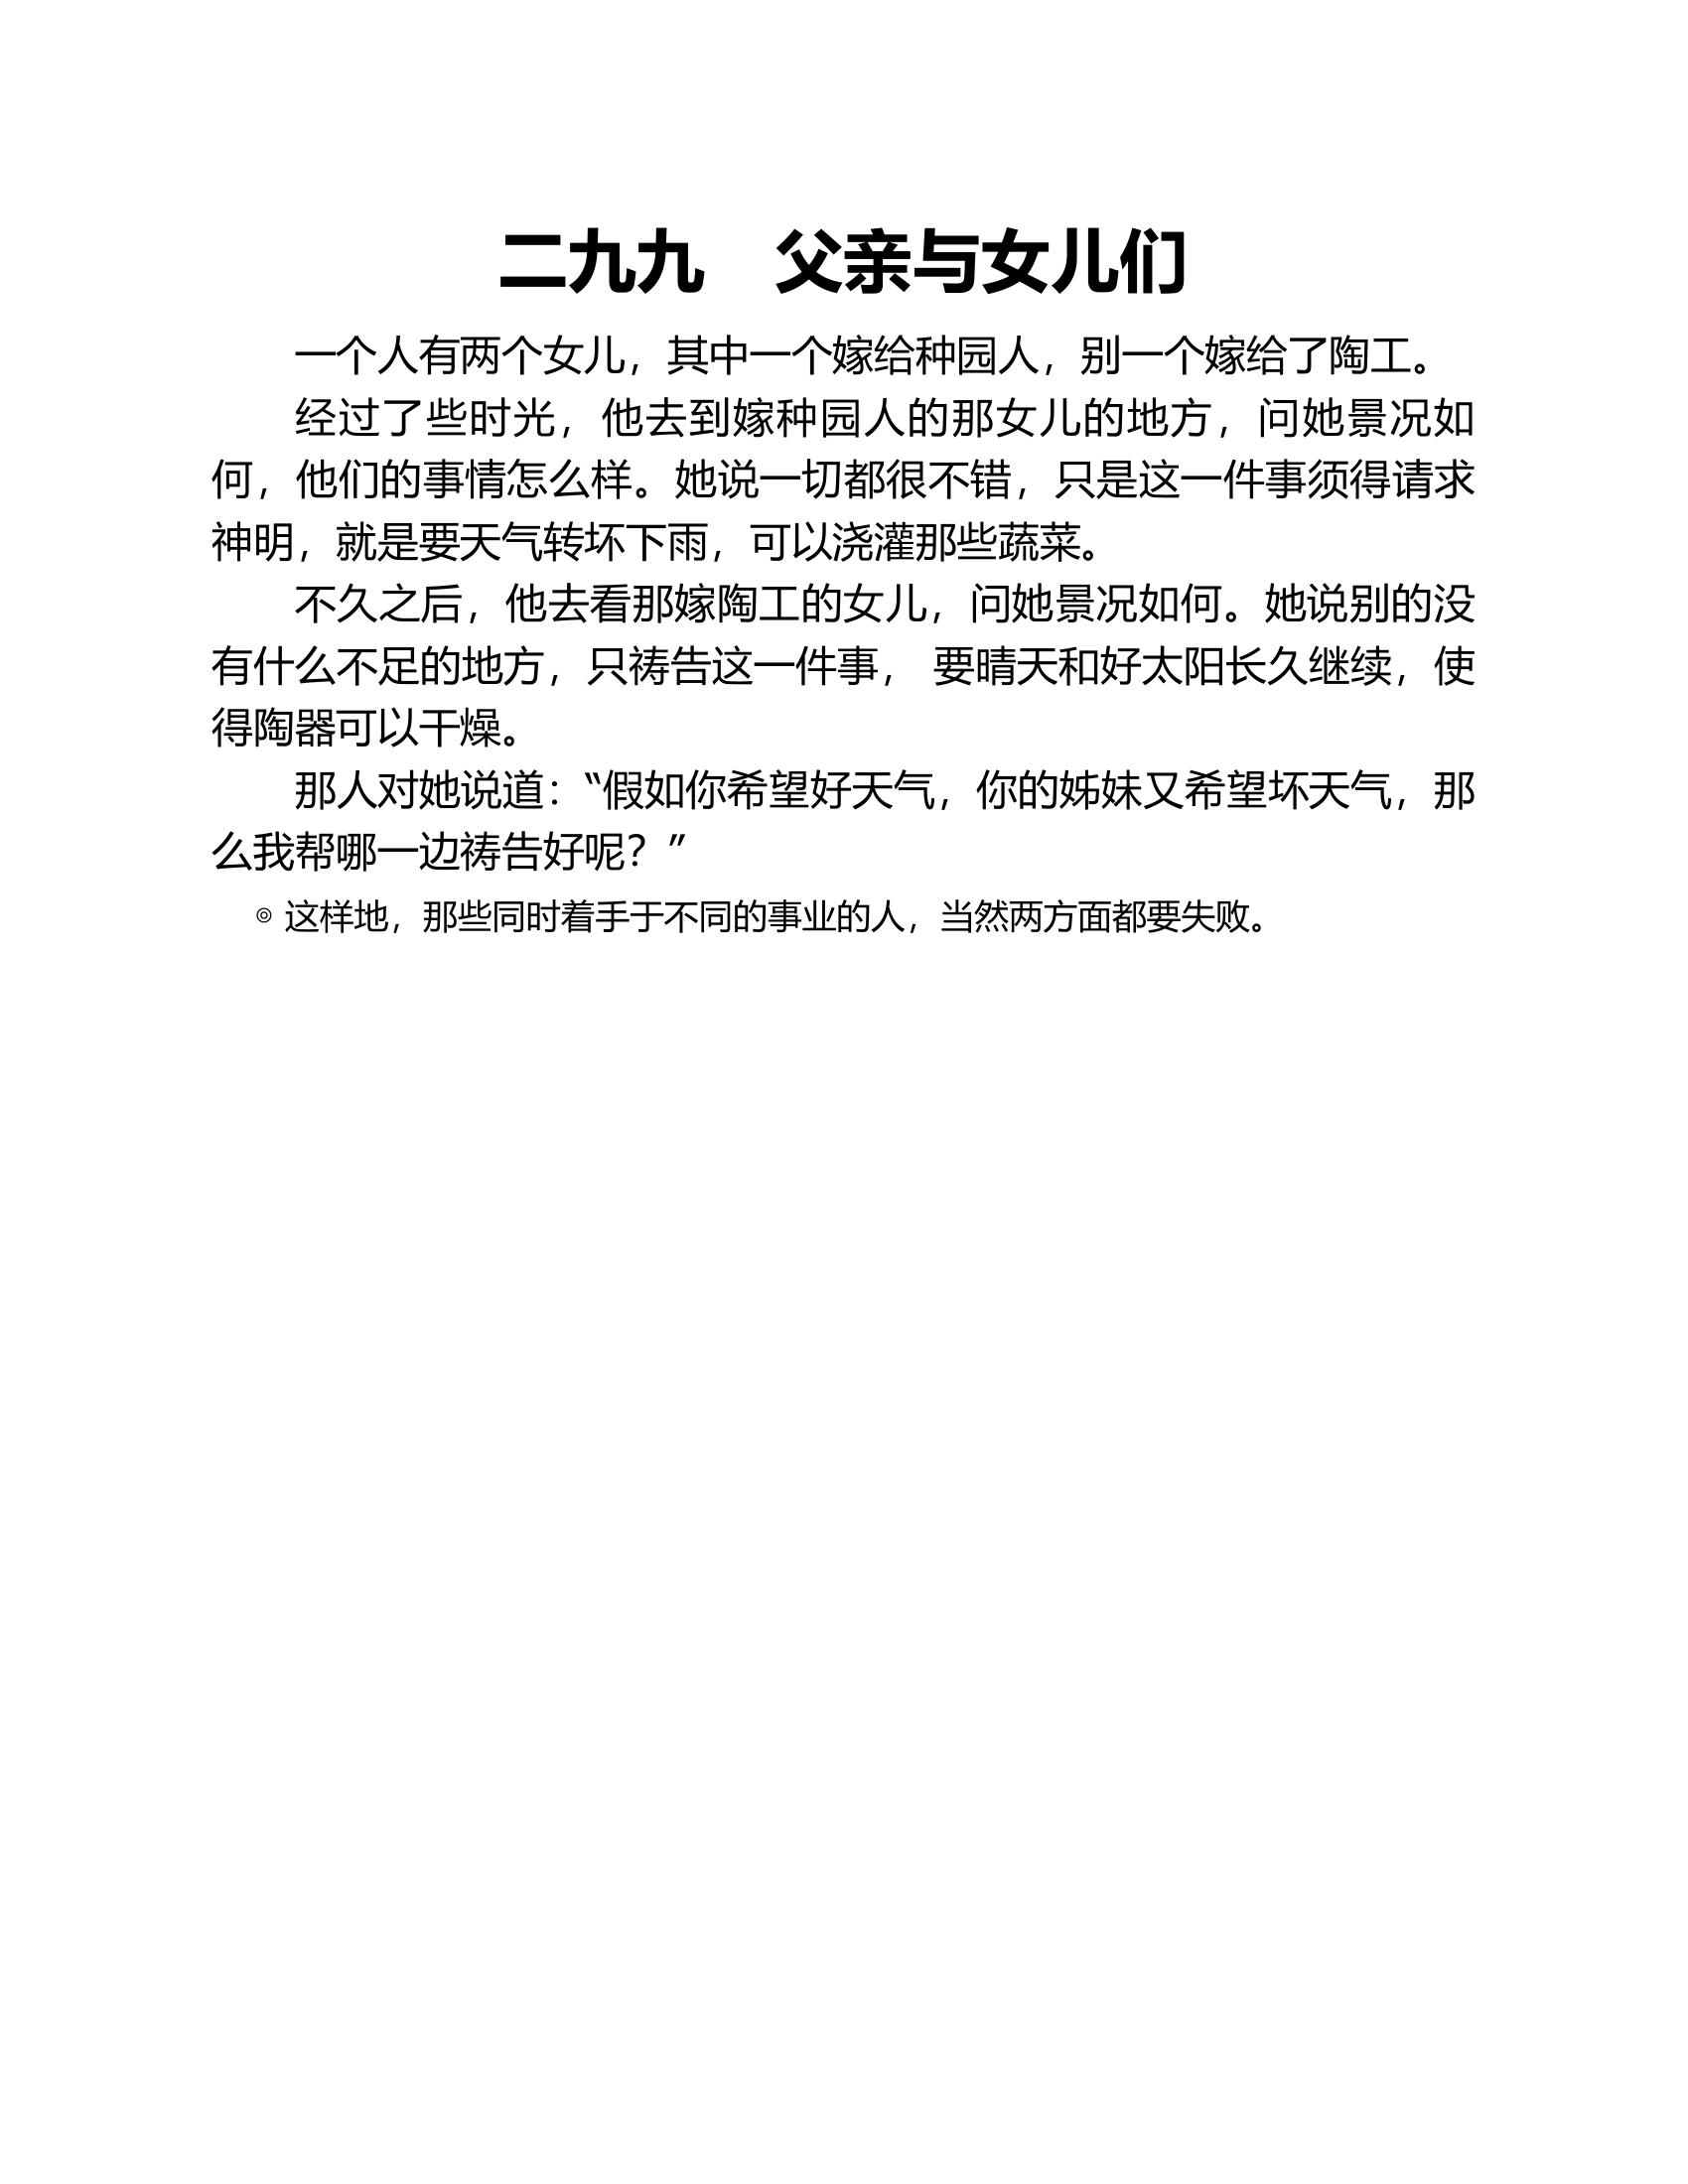 二九九　父亲与女儿们
一个人有两个女儿，其中一个嫁给种园人，别一个嫁给了陶工。
经过了些时光，他去到嫁种园人的那女儿的地方，问她景况如
何，他们的事情怎么样。她说一切都很不错，只是这一件事须得请求
神明，就是要天气转坏下雨，可以浇灌那些蔬菜。
不久之后，他去看那嫁陶工的女儿，问她景况如何。她说别的没
有什么不足的地方，只祷告这一件事， 要晴天和好太阳长久继续，使
得陶器可以干燥。
那人对她说道：“假如你希望好天气，你的姊妹又希望坏天气，那
么我帮哪一边祷告好呢？”
◎ 这样地，那些同时着手于不同的事业的人，当然两方面都要失败。